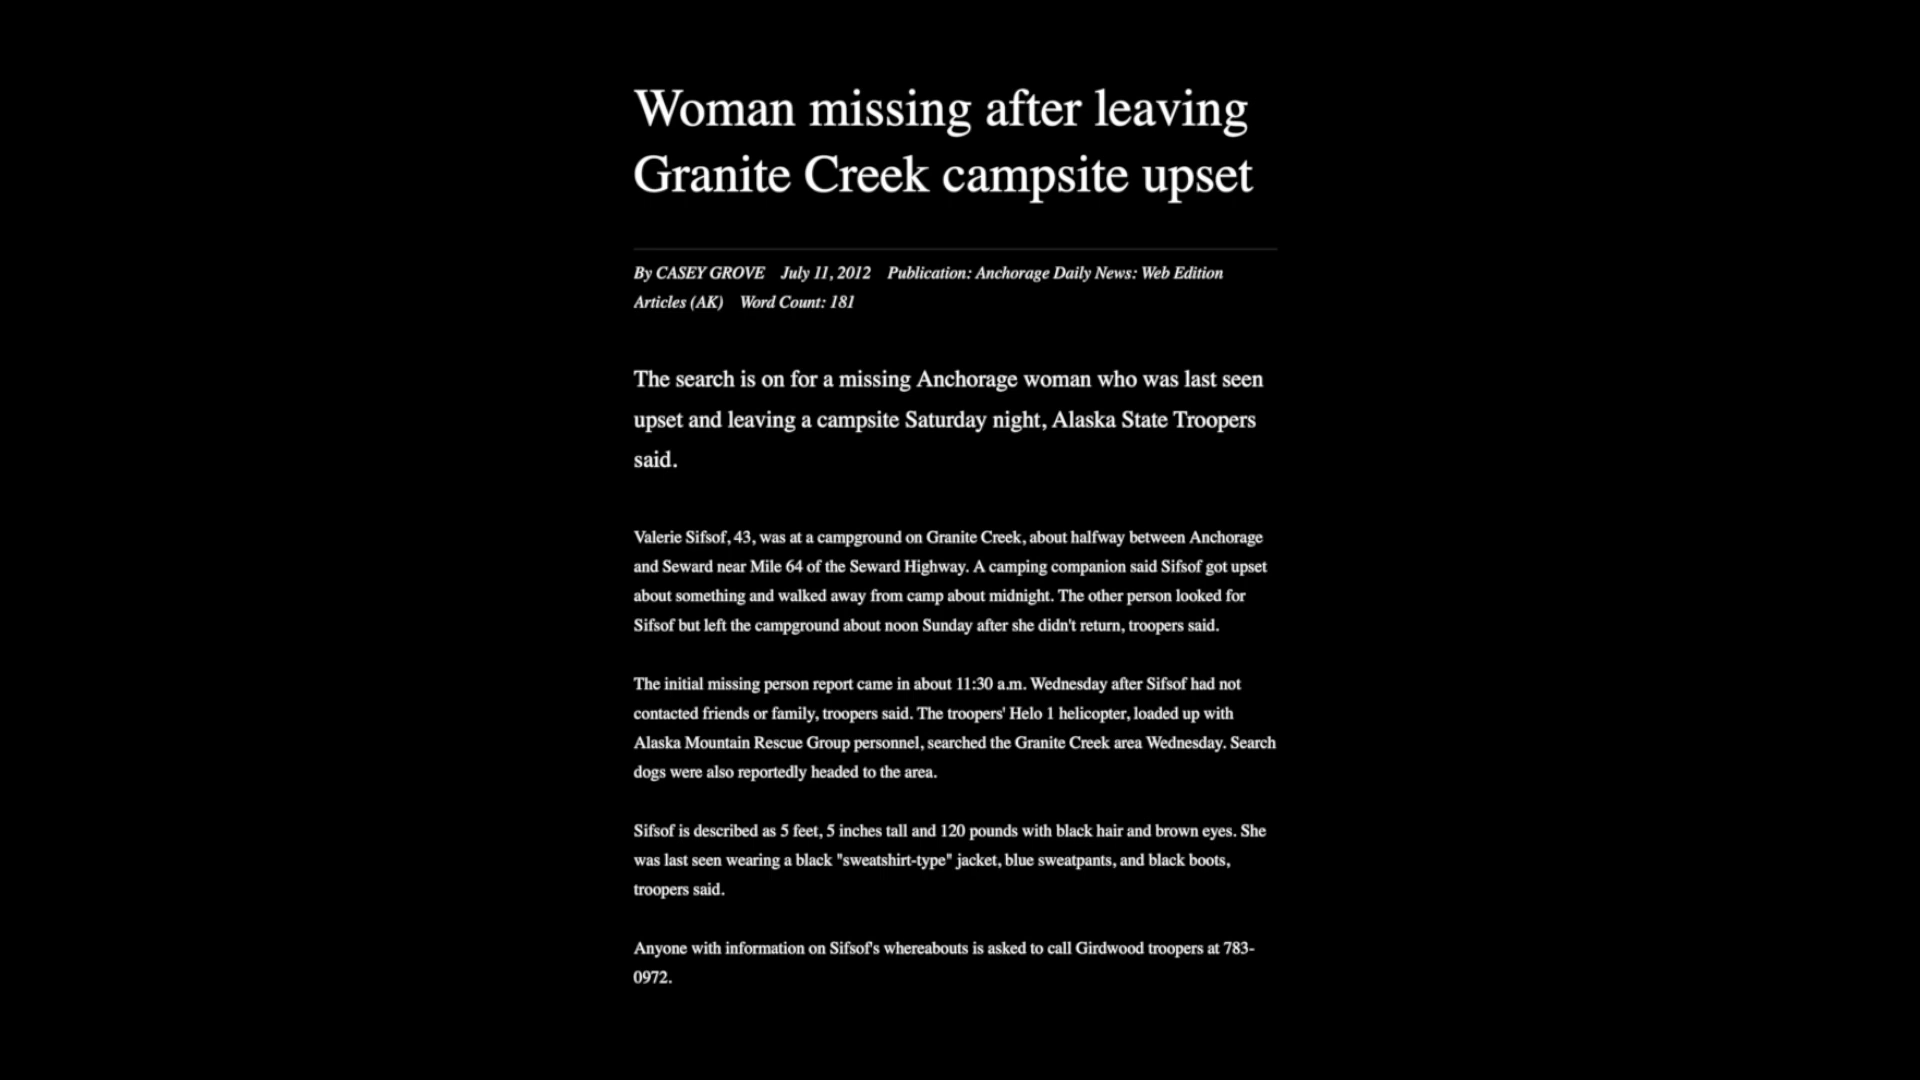 Woman missing after leaving
Granite Creek campsite upset
By CASEY GROVE July 11, 2012 Publication: Anchorage Daily News: Web Edition
Articles (AK) Word Count: 181
The search is on for a missing Anchorage woman who was last seen
upset and leaving a campsite Saturday night, Alaska State Troopers
said.
Valerie Sifsof, 43, was at a campground on Granite Creek, about halfway between Anchorage
and Seward near Mile 64 of the Seward Highway. A camping companion said Sifsof got upset
about something and walked away from camp about midnight. The other person looked for
Sifsof but left the campground about noon Sunday after she didn't return, troopers said.
The initial missing person report came in about 11:30 a.m. Wednesday after Sifsof had not
contacted friends or family, troopers said. The troopers' Helo 1 helicopter, loaded up with
Alaska Mountain Rescue Group personnel, searched the Granite Creek area Wednesday. Search
dogs were also reportedly headed to the area.
Sifsof is described as 5 feet, 5 inches tall and 120 pounds with black hair and brown eyes. She
was last seen wearing a black "sweatshirt-type" jacket, blue sweatpants, and black boots,
troopers said.
Anyone with information on Sifsof's whereabouts is asked to call Girdwood troopers at 783-
0972.